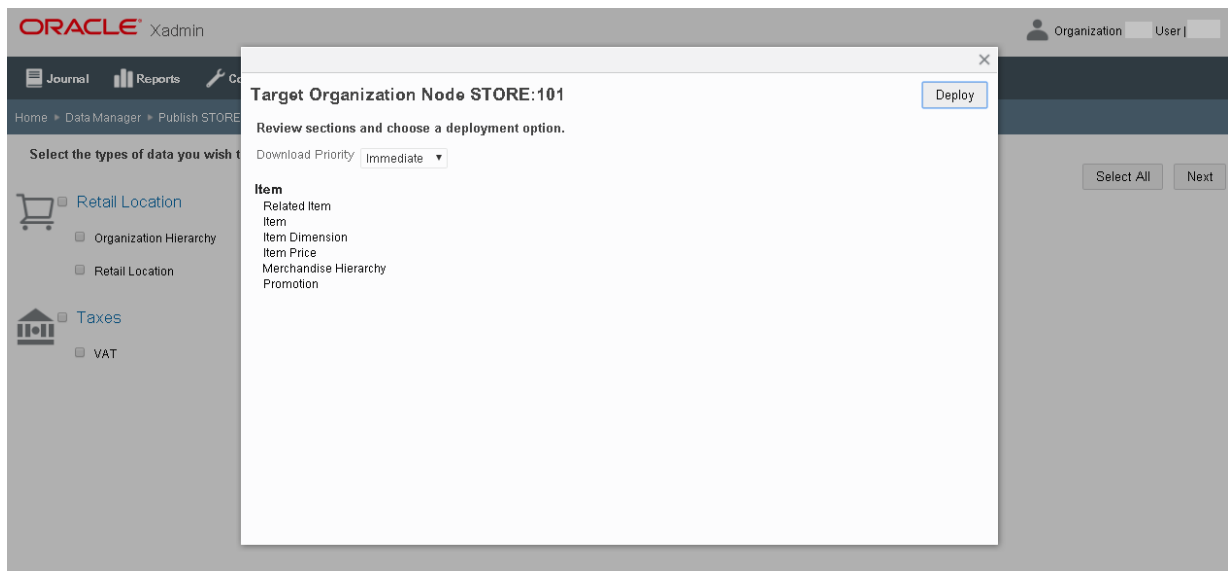 ORACLE® Xadmin
Organization User |
Journal Reports
Home ▸ Data Manager ▸ Publish STORE
Select the types of data you wish t
Select All Next
Retail Location
Organization Hierarchy
Retail Location
Taxes
VAT
×
Target Organization Node STORE:101
Deploy
Review sections and choose a deployment option.
Download Priority Immediate ▼
Item
Related Item
Item
Item Dimension
Item Price
Merchandise Hierarchy
Promotion